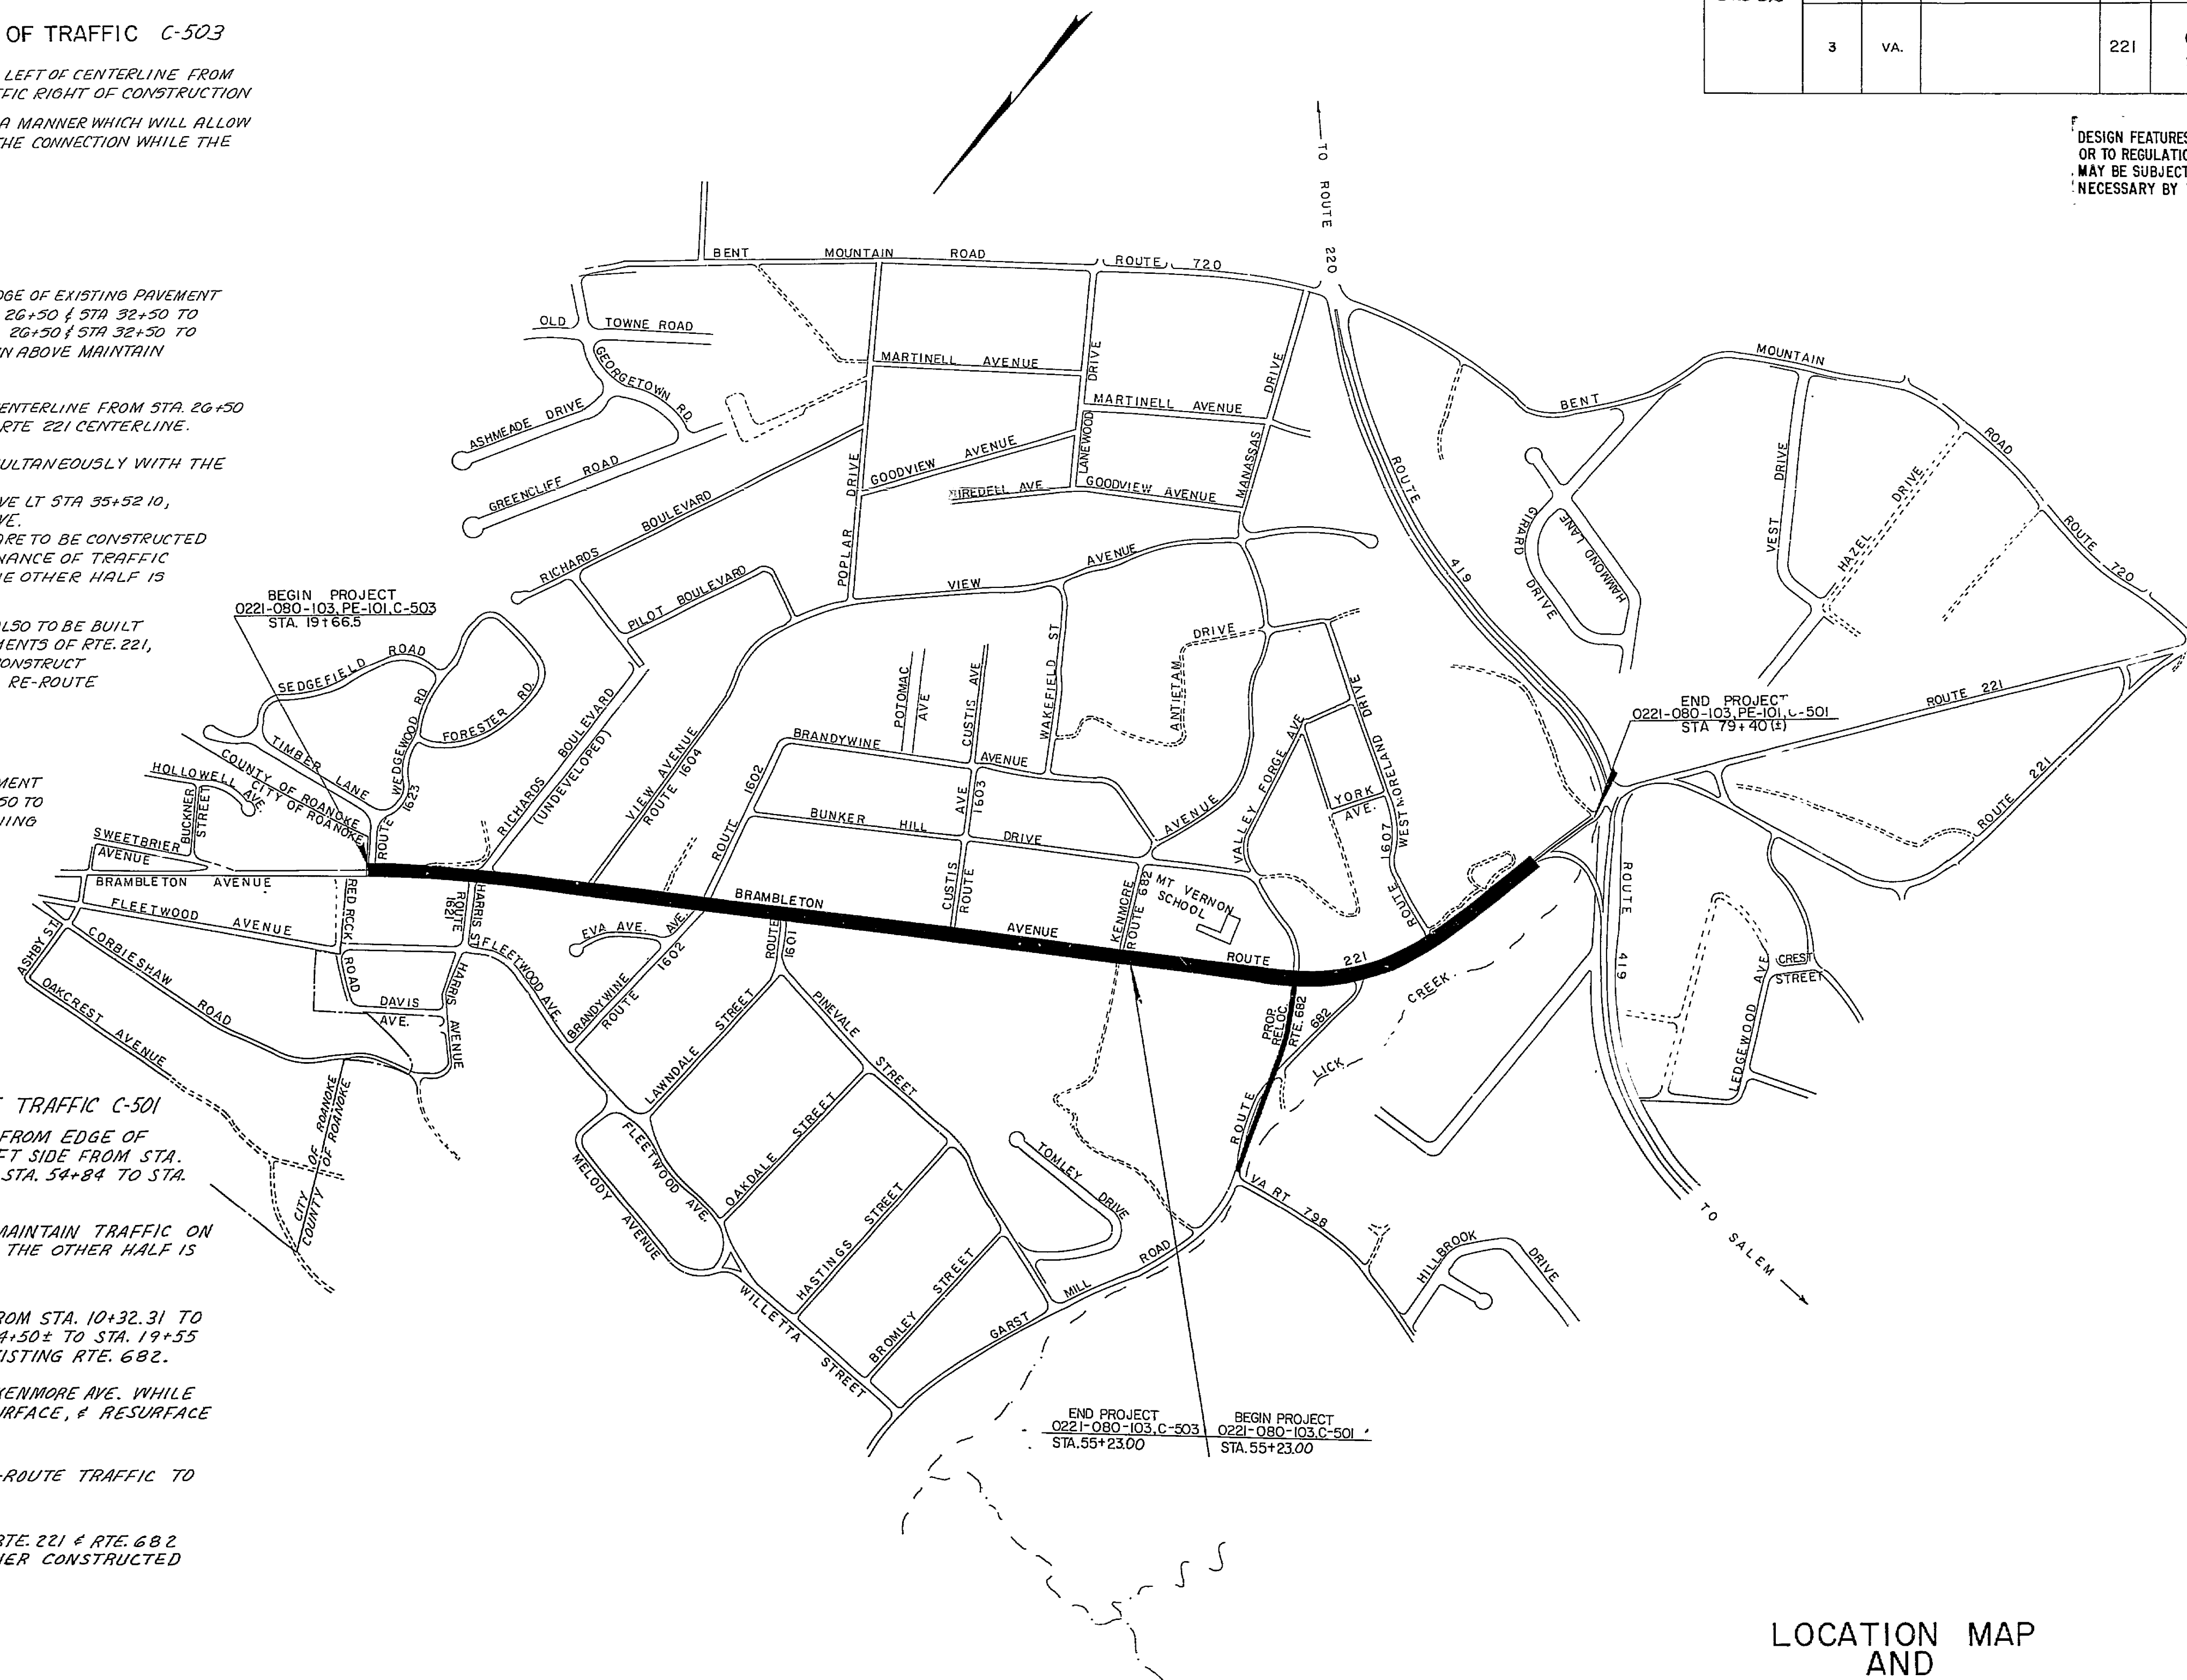 OF TRAFFIC C-503
LEFT OF CENTERLINE FROM
FIC RIGHT OF CONSTRUCTION
A MANNER WHICH WILL ALLOW
THE CONNECTION WHILE THE
DGE OF EXISTING PAVEMENT
26+50 & STA 32+50 TO
26+50 & STA 32+50 TO
N ABOVE MAINTAIN
ENTERLINE FROM STA. 26+50
RTE 221 CENTERLINE.
ULTANEOUSLY WITH THE
VE LT STA 35+52 10,
VE.
ARE TO BE CONSTRUCTED
NANCE OF TRAFFIC
E OTHER HALF IS
ALSO TO BE BUILT
MENTS OF RTE. 221,
ONSTRUCT
RE-ROUTE
MENT
50 TO
ING
TRAFFIC C-501
FROM EDGE OF
FT SIDE FROM STA.
STA. 54+84 TO STA.
MAINTAIN TRAFFIC ON
THE OTHER HALF IS
ROM STA. 10+32.31 TO
4+50± TO STA. 19+55
XISTING RTE. 682.
KENMORE AVE. WHILE
URFACE, & RESURFACE
-ROUTE TRAFFIC TO
RTE. 221 & RTE. 682
HER CONSTRUCTED
3 VA. 221
DESIGN FEATURES
OR TO REGULATIO
MAY BE SUBJECT
NECESSARY BY
TO ROUTE 220
BENT MOUNTAIN ROAD ROUTE 720
OLD TOWNE ROAD
GEORGETOWN RD.
ASHMEADE DRIVE
GREENCLIFF ROAD
RICHARDS BOULEVARD
PILOT BOULEVARD
POPLAR DRIVE
MARTINELL AVENUE
MARTINELL AVENUE
LANEWOOD DRIVE
MANASSAS DRIVE
GOODVIEW AVENUE
IREDELL AVE
GOODVIEW AVENUE
VIEW AVENUE
ROUTE 419
BENT MOUNTAIN ROAD ROUTE 720
GIRARD DRIVE
HAMMOND LANE
VEST DRIVE
HAZEL DRIVE
BEGIN PROJECT
0221-080-103, PE-101, C-503
STA. 19+66.5
SEDGEFIELD ROAD
FORESTER RD.
WEDGEWOOD RD
ROUTE 1623
TIMBER LANE
COUNTY OF ROANOKE
CITY OF ROANOKE
HOLLOWELL AVE.
BUCKNER STREET
SWEETBRIER AVENUE
BRAMBLETON AVENUE
RICHARDS BOULEVARD
(UNDEVELOPED)
VIEW AVENUE
ROUTE 1604
ROUTE 1602
BRANDYWINE AVENUE
POTOMAC AVE
CUSTIS AVE
WAKEFIELD ST
ANTIETAM DRIVE
BUNKER HILL DRIVE
AVE 1603
CUSTIS ROUTE
AVENUE
VALLEY FORGE AVE
WESTMORELAND DRIVE
YORK AVE.
ROUTE 1607
KENMORE
ROUTE 682
MT VERNON
SCHOOL
END PROJECT
0221-080-103, PE-101, C-501
STA 79+40(±)
ROUTE 221
ROUTE 221
BRAMBLETON AVENUE ROUTE 221
FLEETWOOD AVENUE
RED ROCK ROAD
HARRIS ST
ROUTE 1621
FLEETWOOD AVE.
EVA AVE.
BRANDYWINE AVE.
ROUTE 1602
ROUTE 1601
ASHBY ST.
CORBIESHAW ROAD
OAKCREST AVENUE
DAVIS AVE.
HARRIS AVENUE
CITY OF ROANOKE
COUNTY OF ROANOKE
LAWNDALE STREET
PINEVALE STREET
OAKDALE STREET
HASTINGS STREET
BROMLEY STREET
FLEETWOOD AVE.
MELODY AVENUE
WILLETTA STREET
TOMLEY DRIVE
GARST MILL ROAD
PROP. RELOC. RTE. 682
682
ROUTE
LICK CREEK
VA RT 798
HILLBROOK DRIVE
ROUTE 419
LEDGEWOOD AVE
CREST STREET
TO SALEM
END PROJECT
0221-080-103, C-503
STA. 55+23.00
BEGIN PROJECT
0221-080-103, C-501
STA. 55+23.00
LOCATION MAP
AND